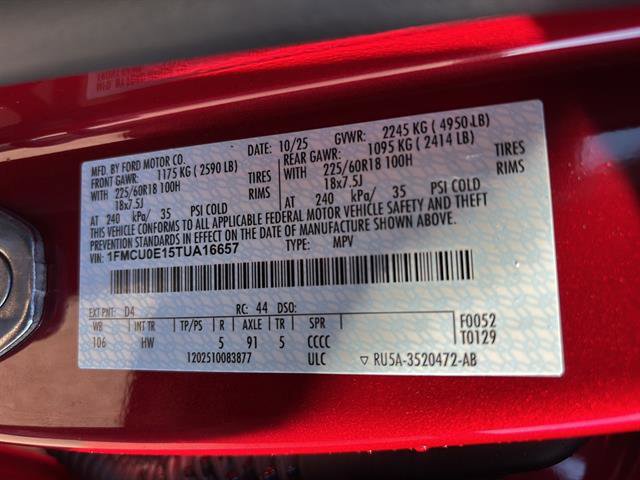 MFD. BY FORD MOTOR CO. DATE: 10/25 GVWR: 2245 KG ( 4950 LB)
FRONT GAWR: 1175 KG ( 2590 LB) REAR GAWR: 1095 KG ( 2414 LB)
WITH 225/60R18 100H TIRES WITH 225/60R18 100H TIRES
18x7.5J RIMS 18x7.5J RIMS
AT 240 kPa/ 35 PSI COLD AT 240 kPa/ 35 PSI COLD
THIS VEHICLE CONFORMS TO ALL APPLICABLE FEDERAL MOTOR VEHICLE SAFETY AND THEFT
PREVENTION STANDARDS IN EFFECT ON THE DATE OF MANUFACTURE SHOWN ABOVE.
VIN: 1FMCU0E15TUA16657 TYPE: MPV
EXT PNT: D4 RC: 44 DSO: F0052
WB INT TR TP/PS R AXLE TR SPR T0129
106 HW 5 91 5 CCCC
1202510083877 ULC ▽ RU5A-3520472-AB